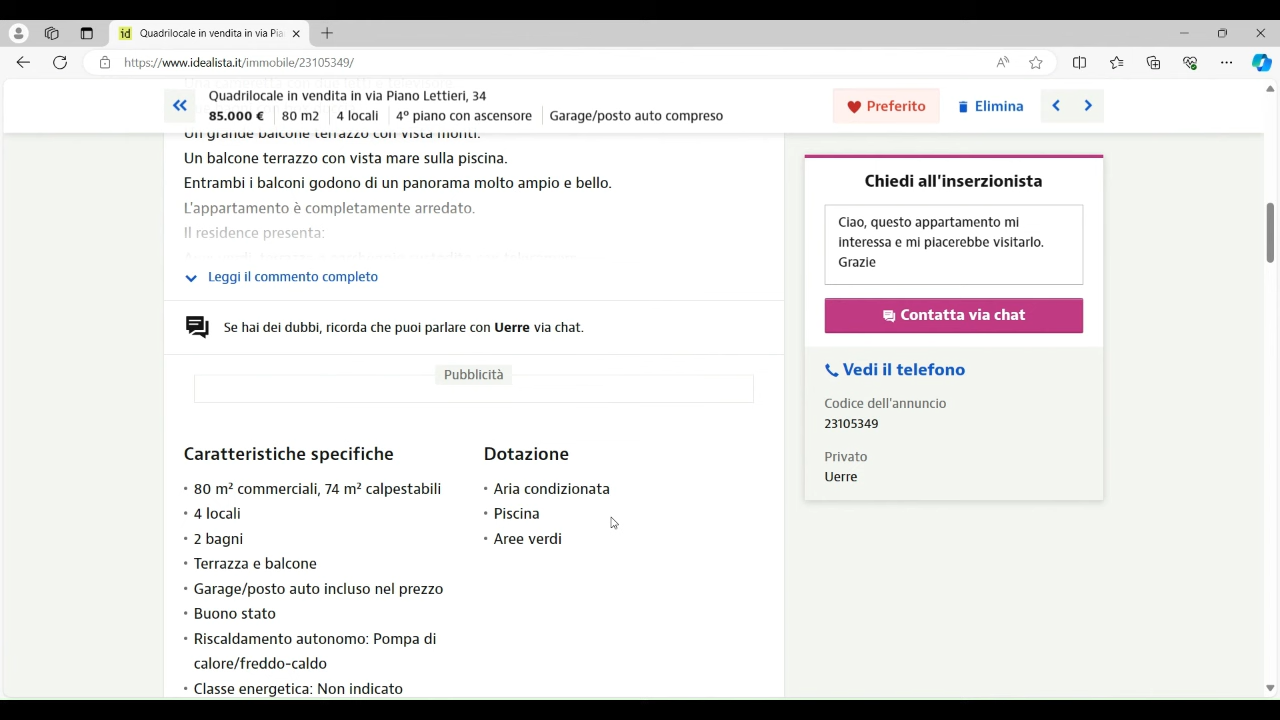 Quadrilocale in vendita in via Pia
https://www.idealista.it/immobile/23105349/
Quadrilocale in vendita in via Piano Lettieri, 34
85.000 € 80 m2 4 locali 4º piano con ascensore Garage/posto auto compreso
Preferito
Elimina
Un grande balcone terrazzo con vista monti.
Un balcone terrazzo con vista mare sulla piscina.
Entrambi i balconi godono di un panorama molto ampio e bello.
L'appartamento è completamente arredato.
Il residence presenta:
Leggi il commento completo
Se hai dei dubbi, ricorda che puoi parlare con Uerre via chat.
Pubblicità
Caratteristiche specifiche
• 80 m² commerciali, 74 m² calpestabili
• 4 locali
• 2 bagni
• Terrazza e balcone
• Garage/posto auto incluso nel prezzo
• Buono stato
• Riscaldamento autonomo: Pompa di
calore/freddo-caldo
• Classe energetica: Non indicato
Dotazione
• Aria condizionata
• Piscina
• Aree verdi
Chiedi all'inserzionista
Ciao, questo appartamento mi
interessa e mi piacerebbe visitarlo.
Grazie
Contatta via chat
Vedi il telefono
Codice dell'annuncio
23105349
Privato
Uerre